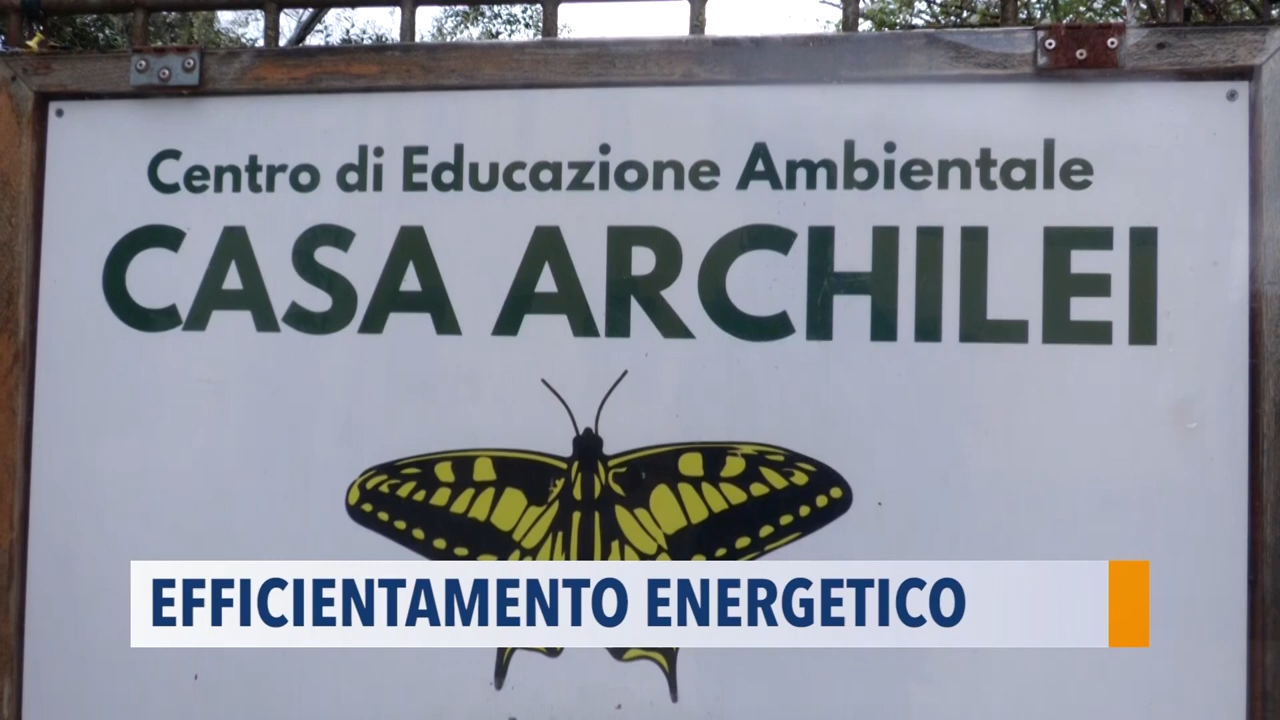 Centro di Educazione Ambientale
CASA ARCHILEI
EFFICIENTAMENTO ENERGETICO